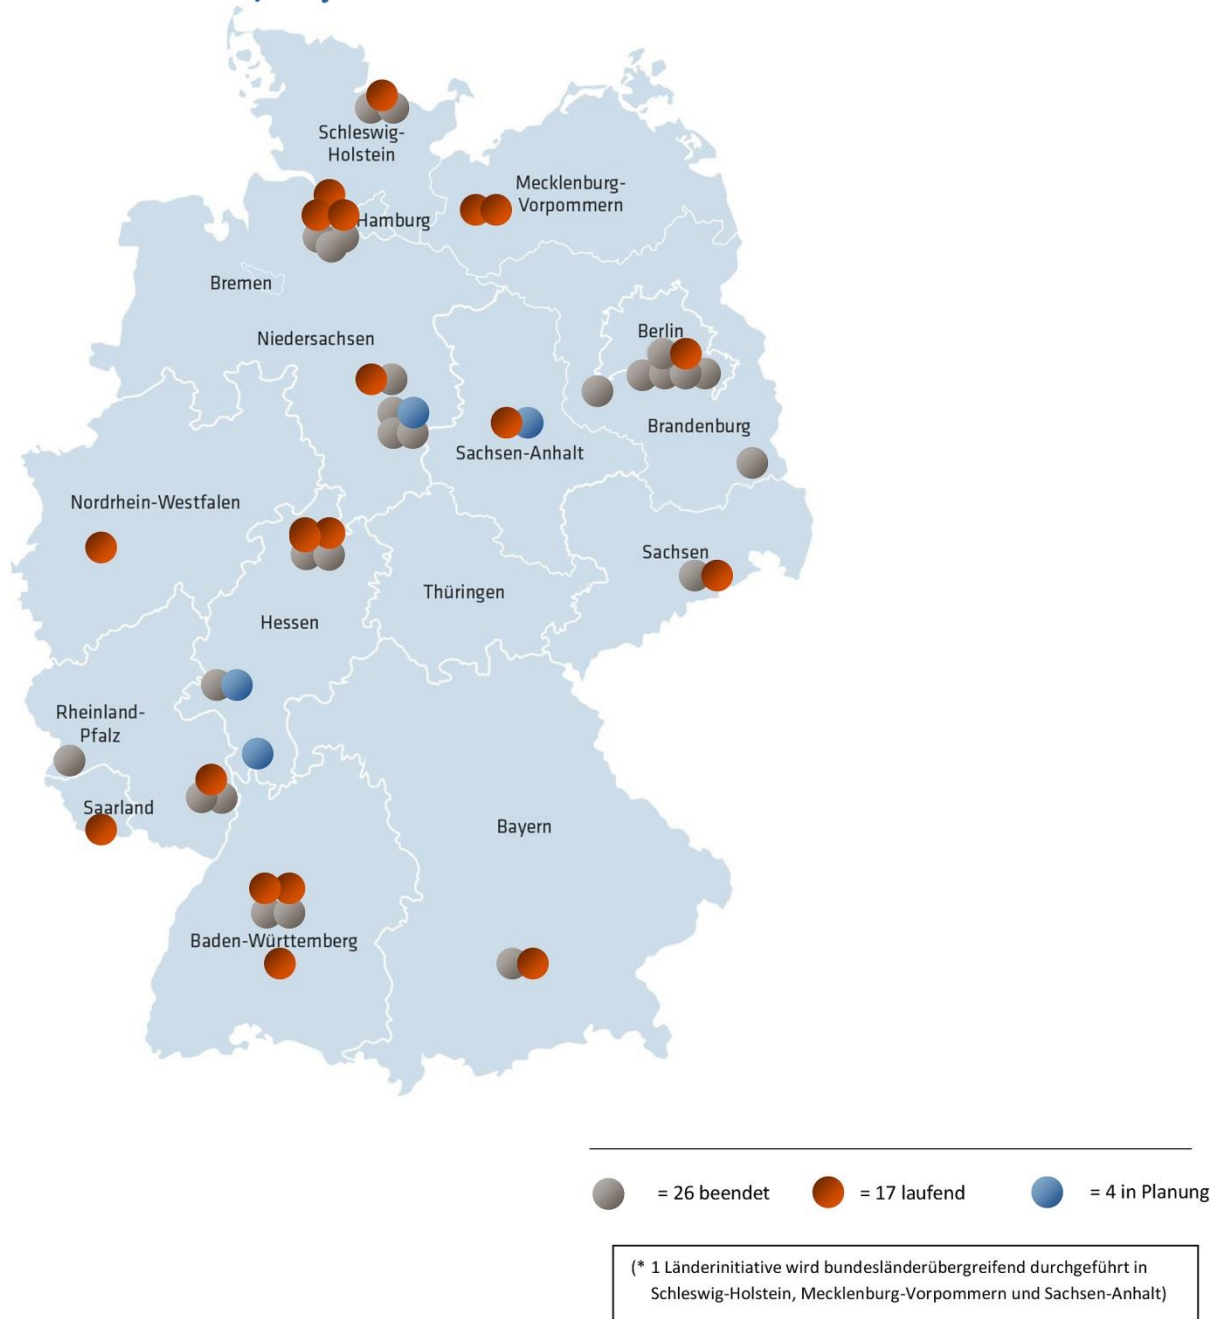 Schleswig-
Holstein
Mecklenburg-
Vorpommern
Hamburg
Bremen
Niedersachsen
Berlin
Brandenburg
Sachsen-Anhalt
Nordrhein-Westfalen
Sachsen
Thüringen
Hessen
Rheinland-
Pfalz
Saarland
Bayern
Baden-Württemberg
= 26 beendet
= 17 laufend
= 4 in Planung
(* 1 Länderinitiative wird bundesländerübergreifend durchgeführt in
Schleswig-Holstein, Mecklenburg-Vorpommern und Sachsen-Anhalt)